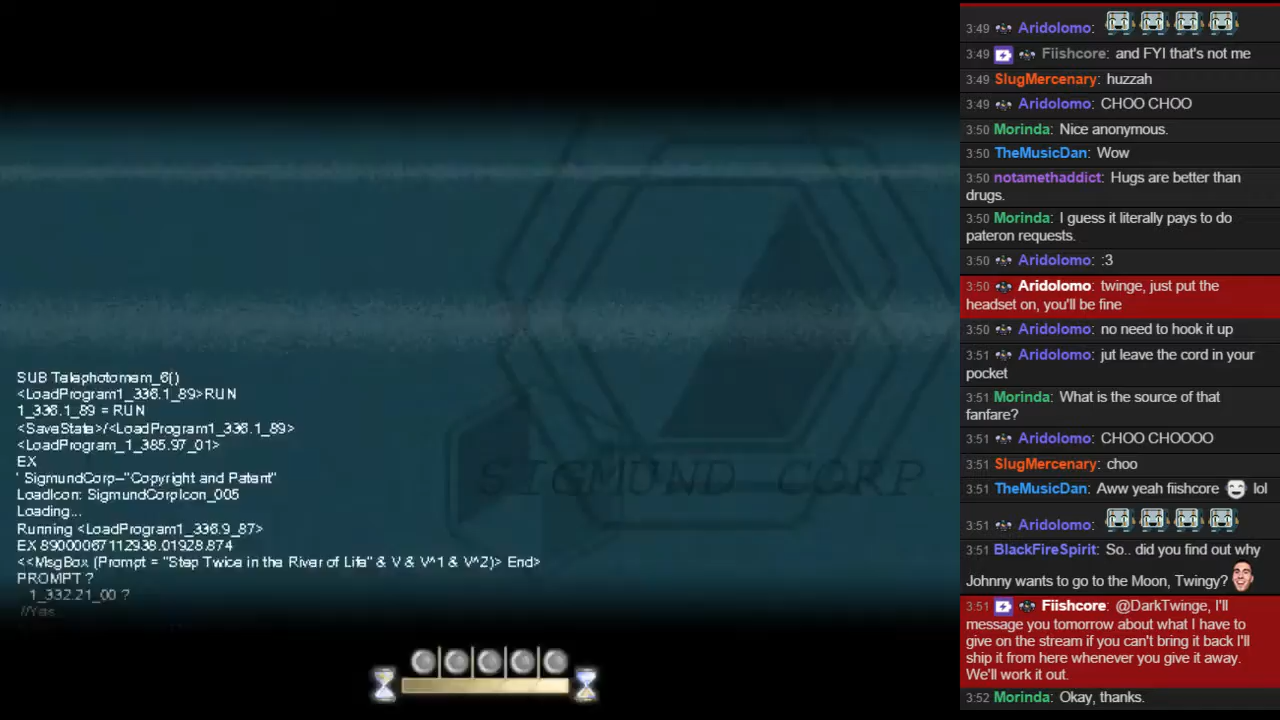 SUB Telephotomem_6()
<LoadProgram1_336.1_89>RUN
1_336.1_89 = RUN
<SaveState>/<LoadProgram1_336.1_89>
<LoadProgram_1_385.97_01>
EX
' SigmundCorp--"Copyright and Patent"
LoadIcon: SigmundCorpIcon_005
Loading...
Running <LoadProgram1_336.9_87>
EX 89000067112938.01928.874
<<MsgBox (Prompt = "Step Twice in the River of Life" & V & V^1 & V^2)> End>
PROMPT ?
1_332.21_00 ?
//Yes..
SIGMUND CORP.
3:49 Aridolomo:
3:49 Fiishcore: and FYI that's not me
3:49 SlugMercenary: huzzah
3:49 Aridolomo: CHOO CHOO
3:50 Morinda: Nice anonymous.
3:50 TheMusicDan: Wow
3:50 notamethaddict: Hugs are better than
drugs.
3:50 Morinda: I guess it literally pays to do
pateron requests.
3:50 Aridolomo: :3
3:50 Aridolomo: twinge, just put the
headset on, you'll be fine
3:50 Aridolomo: no need to hook it up
3:51 Aridolomo: jut leave the cord in your
pocket
3:51 Morinda: What is the source of that
fanfare?
3:51 Aridolomo: CHOO CHOOOO
3:51 SlugMercenary: choo
3:51 TheMusicDan: Aww yeah fiishcore lol
3:51 Aridolomo:
3:51 BlackFireSpirit: So.. did you find out why
Johnny wants to go to the Moon, Twingy?
3:51 Fiishcore: @DarkTwinge, I'll
message you tomorrow about what I have to
give on the stream if you can't bring it back I'll
ship it from here whenever you give it away.
We'll work it out.
3:52 Morinda: Okay, thanks.